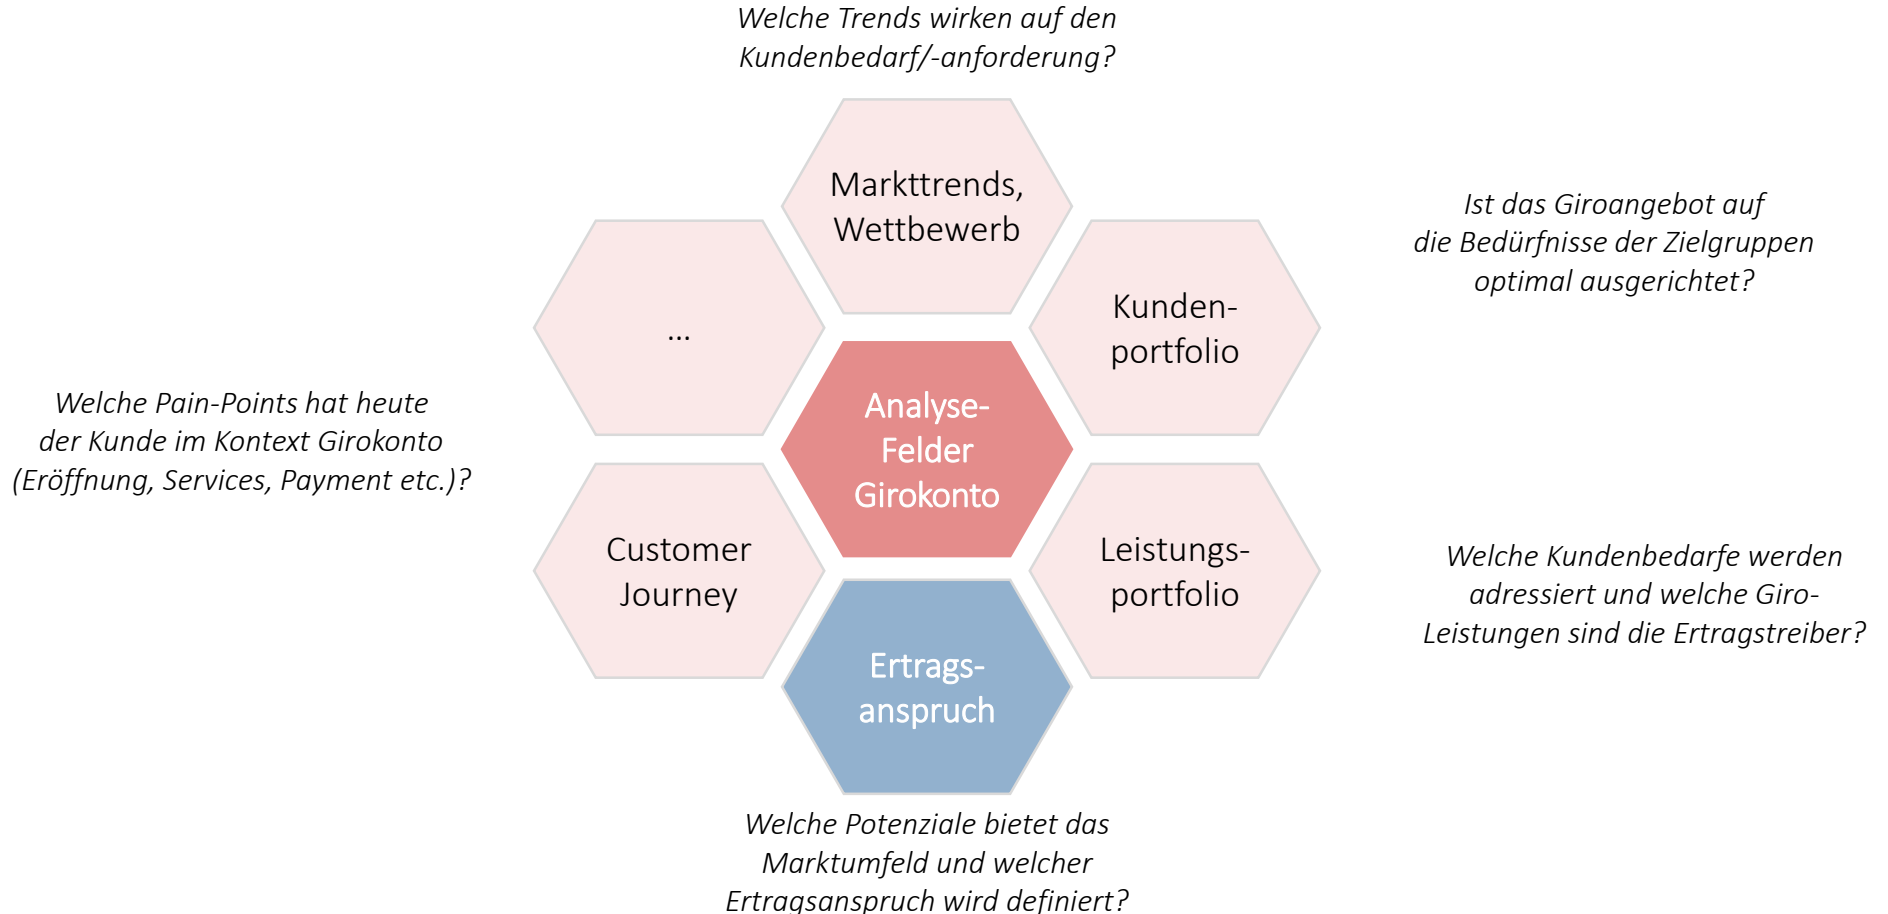 Welche Trends wirken auf den
Kundenbedarf/-anforderung?
Markttrends,
Wettbewerb
Ist das Giroangebot auf
die Bedürfnisse der Zielgruppen
optimal ausgerichtet?
Kunden-
portfolio
...
Analyse-
Felder
Girokonto
Welche Pain-Points hat heute
der Kunde im Kontext Girokonto
(Eröffnung, Services, Payment etc.)?
Customer
Journey
Leistungs-
portfolio
Welche Kundenbedarfe werden
adressiert und welche Giro-
Leistungen sind die Ertragstreiber?
Ertrags-
anspruch
Welche Potenziale bietet das
Marktumfeld und welcher
Ertragsanspruch wird definiert?